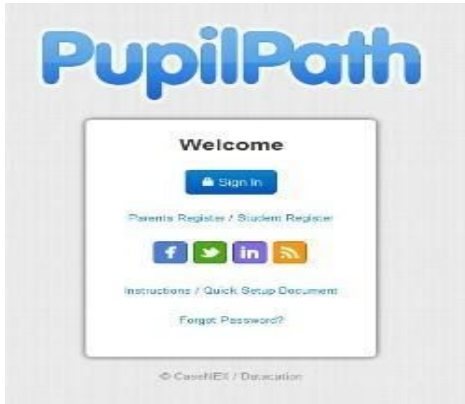 PupilPath
Welcome
Sign In
Parents Register / Student Register
f in
Instructions / Quick Setup Document
Forgot Password?
© CaseNEX / Datacation